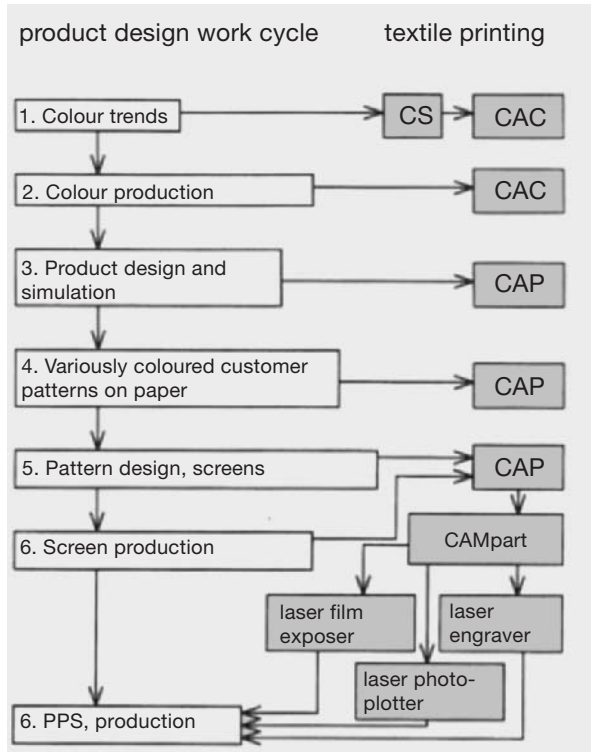 product design work cycle
textile printing
1. Colour trends
CS
CAC
2. Colour production
CAC
3. Product design and
simulation
CAP
4. Variously coloured customer
patterns on paper
CAP
5. Pattern design, screens
CAP
6. Screen production
CAMpart
laser film
exposer
laser
engraver
laser photo-
plotter
6. PPS, production